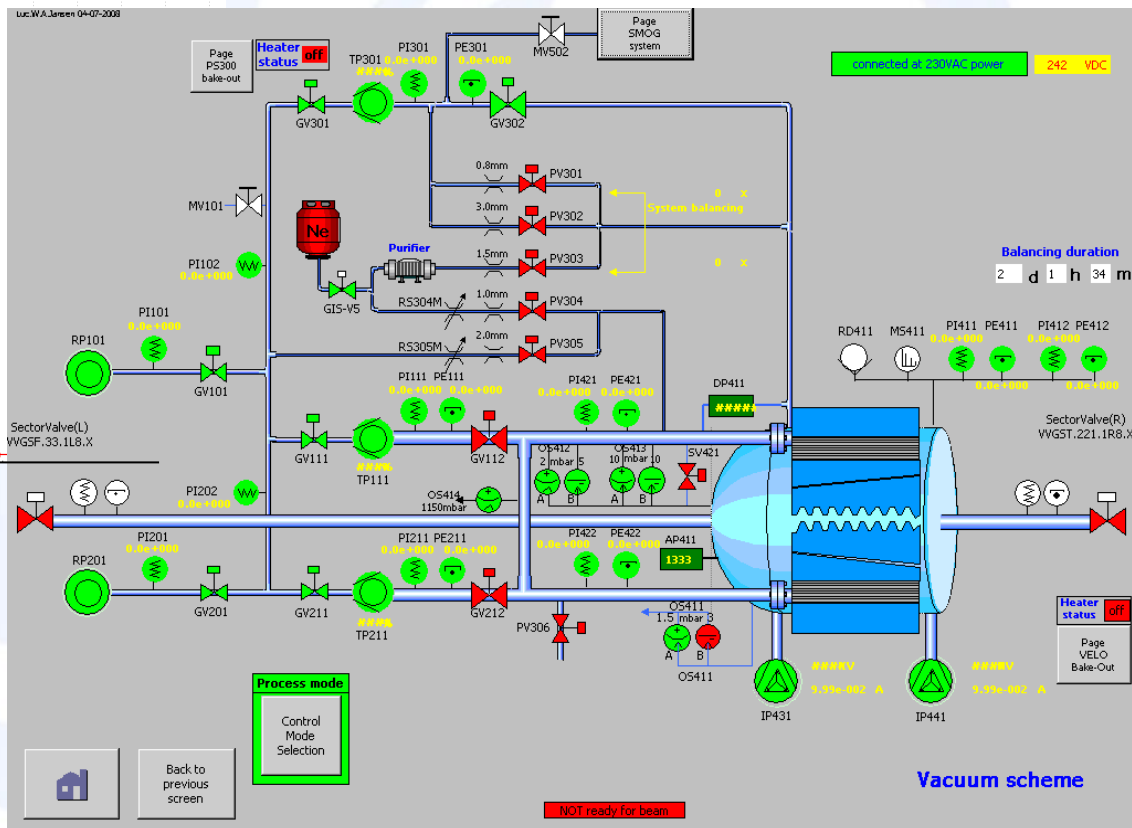 Luc.W.A.Jansen 04-07-2008
Page
PS300
bake-out
Heater
status
off
TP301
####%
PI301
0.0e+000
PE301
0.0e+000
MV502
Page
SMOG
system
connected at 230VAC power
242 VDC
GV301
GV302
0.8mm
PV301
MV101
3.0mm
PV302
0 X
System balancing
Ne
Purifier
1.5mm
PV303
0 X
PI102
0.0e+000
GIS-V5
RS304M
1.0mm
PV304
RS305M
2.0mm
PV305
Balancing duration
2 d 1 h 34 m
PI101
0.0e+000
RP101
GV101
RD411
MS411
PI411
0.0e+000
PE411
0.0e+000
PI412
0.0e+000
PE412
0.0e+000
PI111
0.0e+000
PE111
0.0e+000
PI421
0.0e+000
PE421
0.0e+000
DP411
#####
SectorValve(L)
VVGSF.33.1L8.X
SectorValve(R)
VVGST.221.1R8.X
GV111
TP111
###%
GV112
OS412
2 mbar 5
A B
OS413
10 mbar 10
A B
SV421
PI202
0.0e+000
OS414
1150mbar
PI201
0.0e+000
RP201
GV201
GV211
TP211
####%
PI211
0.0e+000
PE211
0.0e+000
GV212
PI422
0.0e+000
PE422
0.0e+000
AP411
1333
PV306
OS411
1.5 mbar 3
A B
OS411
Heater
status
off
Page
VELO
Bake-Out
IP431
####V
9.99e-002 A
IP441
####V
9.99e-002 A
Process mode
Control
Mode
Selection
Back to
previous
screen
Vacuum scheme
NOT ready for beam